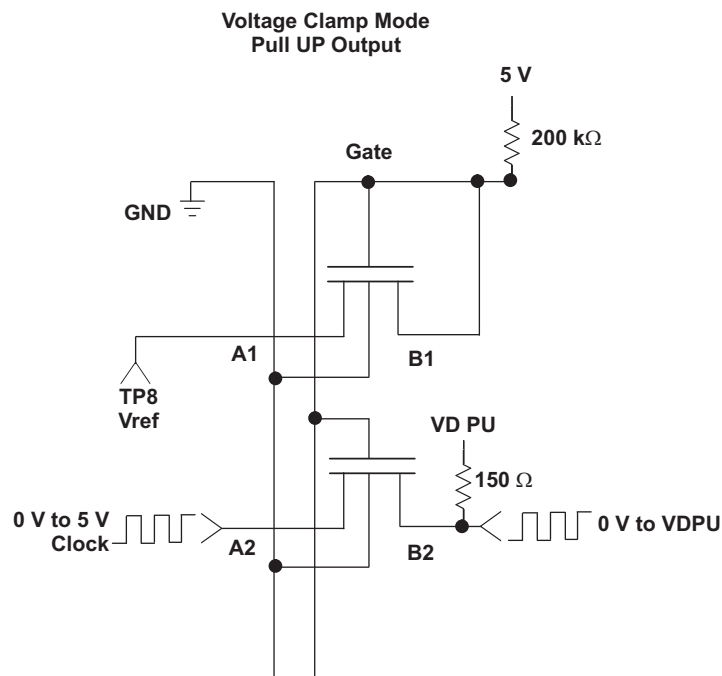 Voltage Clamp Mode
Pull UP Output
5 V
200 kΩ
Gate
GND
A1
B1
TP8
Vref
VD PU
150 Ω
0 V to 5 V
Clock
A2
B2
0 V to VDPU